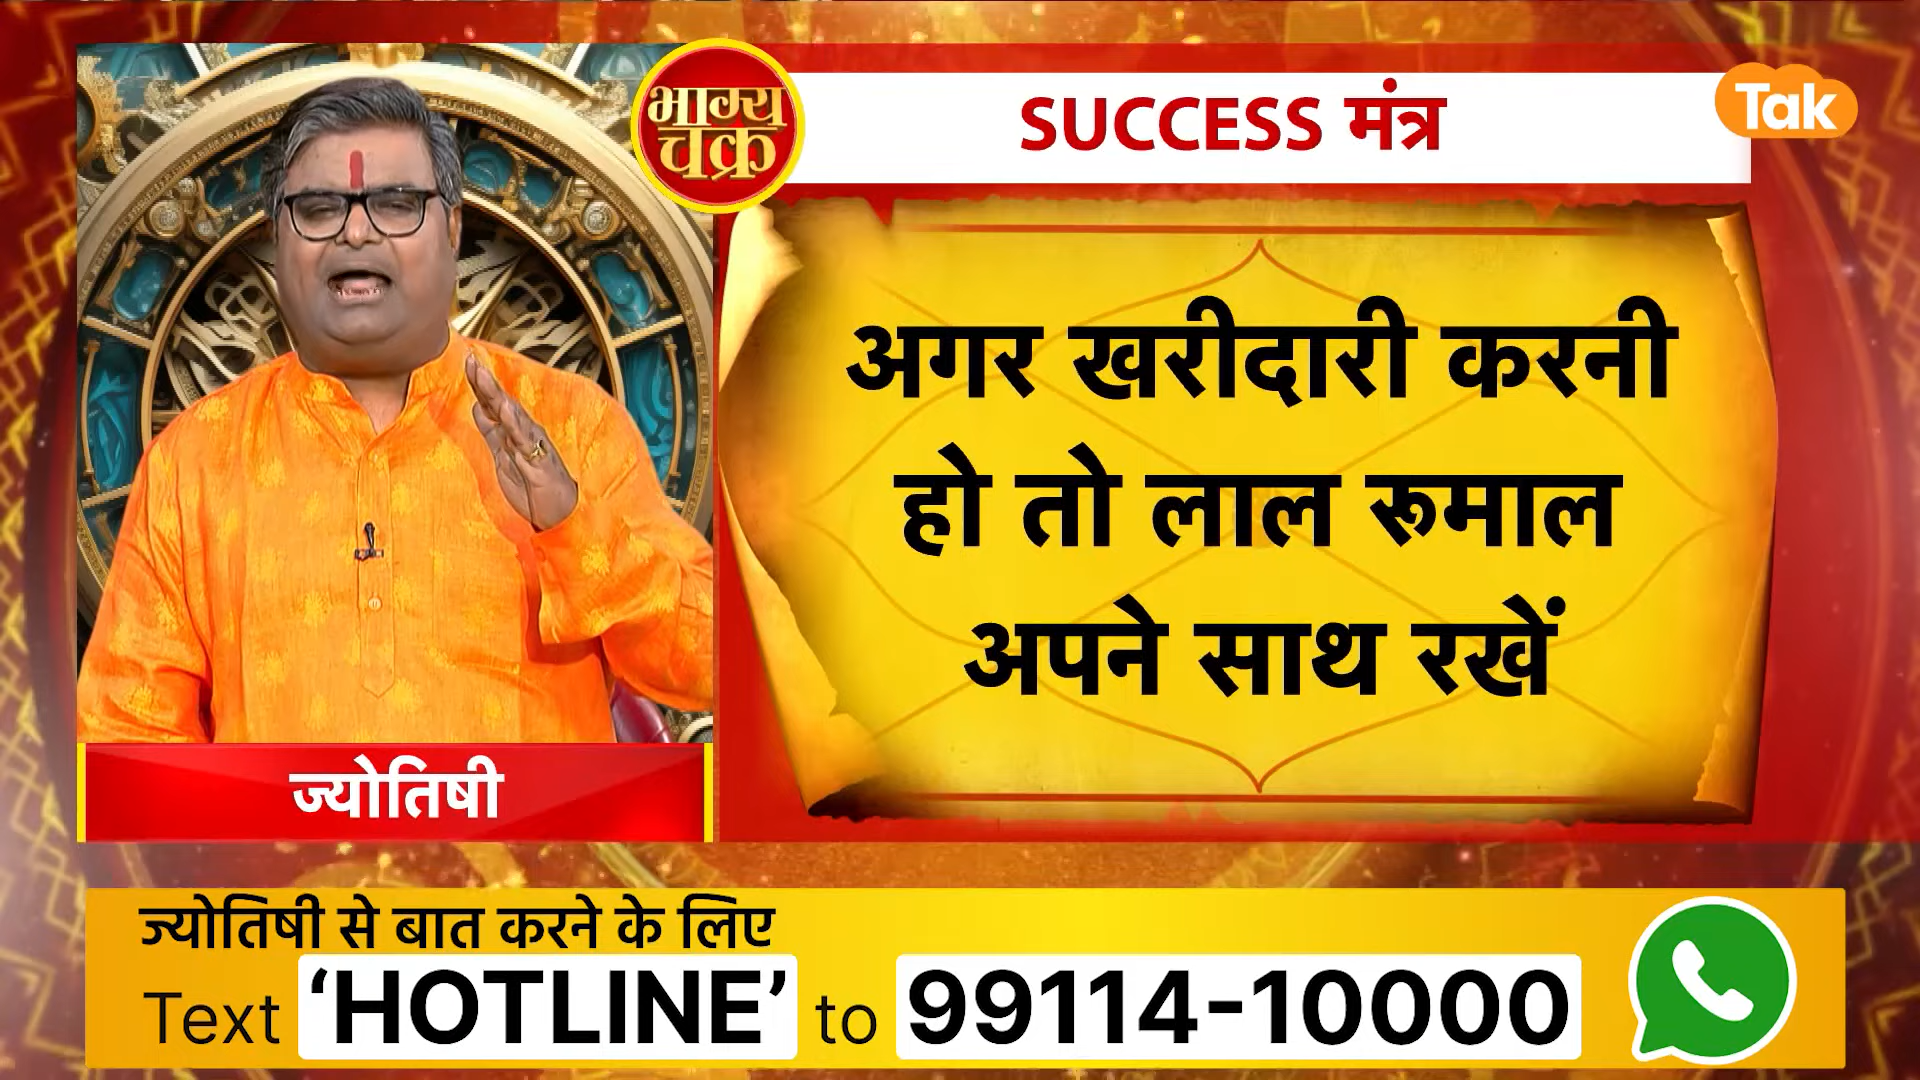 भाग्य
चक्र
SUCCESS मंत्र
Tak
अगर खरीदारी करनी
हो तो लाल रूमाल
अपने साथ रखें
ज्योतिषी
ज्योतिषी से बात करने के लिए
Text ‘HOTLINE’ to 99114-10000